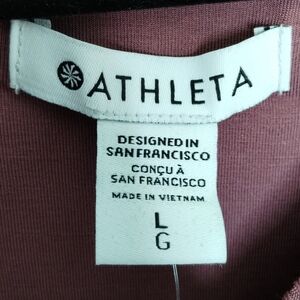 ATHLETA
DESIGNED IN
SAN FRANCISCO
CONÇU À
SAN FRANCISCO
MADE IN VIETNAM
L
G